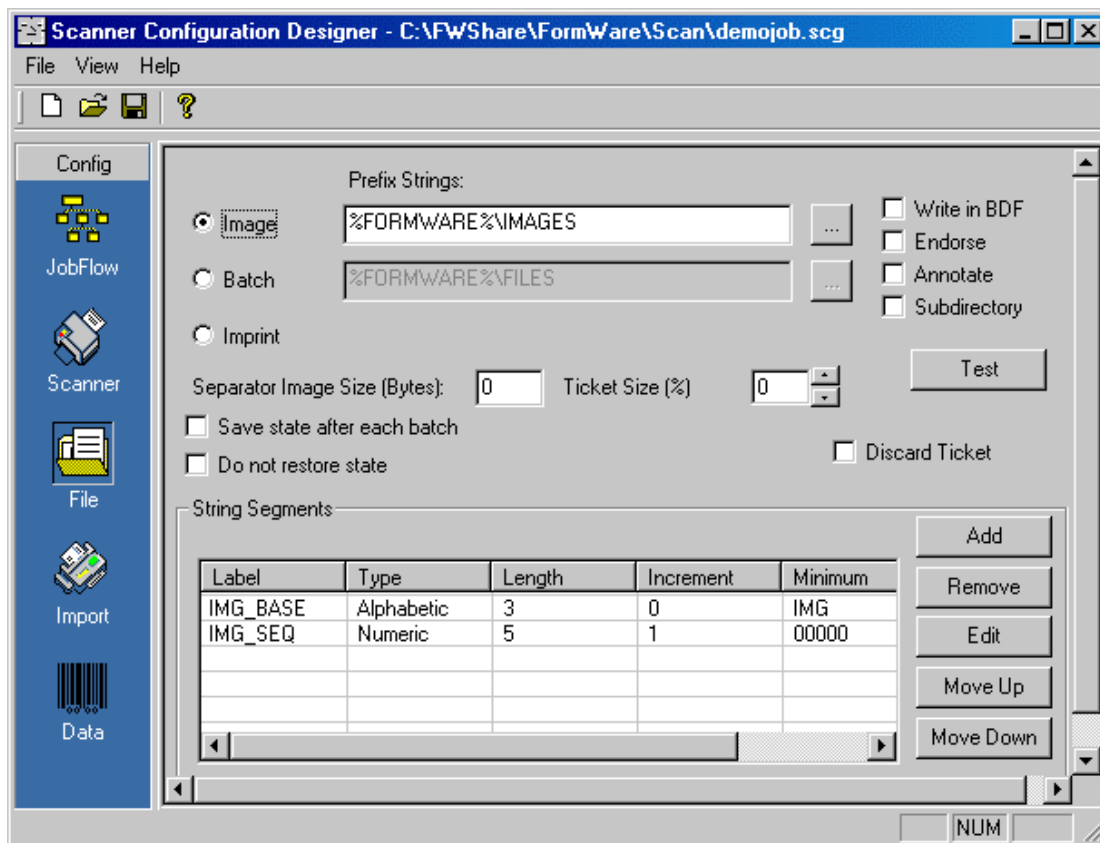 Scanner Configuration Designer - C:\FWShare\FormWare\Scan\demojob.scg
File View Help
Config
JobFlow
Scanner
File
Import
Data
Prefix Strings:
Image %FORMWARE%\IMAGES ...
Batch %FORMWARE%\FILES ...
Imprint
Write in BDF
Endorse
Annotate
Subdirectory
Test
Separator Image Size (Bytes): 0 Ticket Size (%) 0
Save state after each batch
Do not restore state
Discard Ticket
String Segments
Label Type Length Increment Minimum
IMG_BASE Alphabetic 3 0 IMG
IMG_SEQ Numeric 5 1 00000
Add
Remove
Edit
Move Up
Move Down
NUM